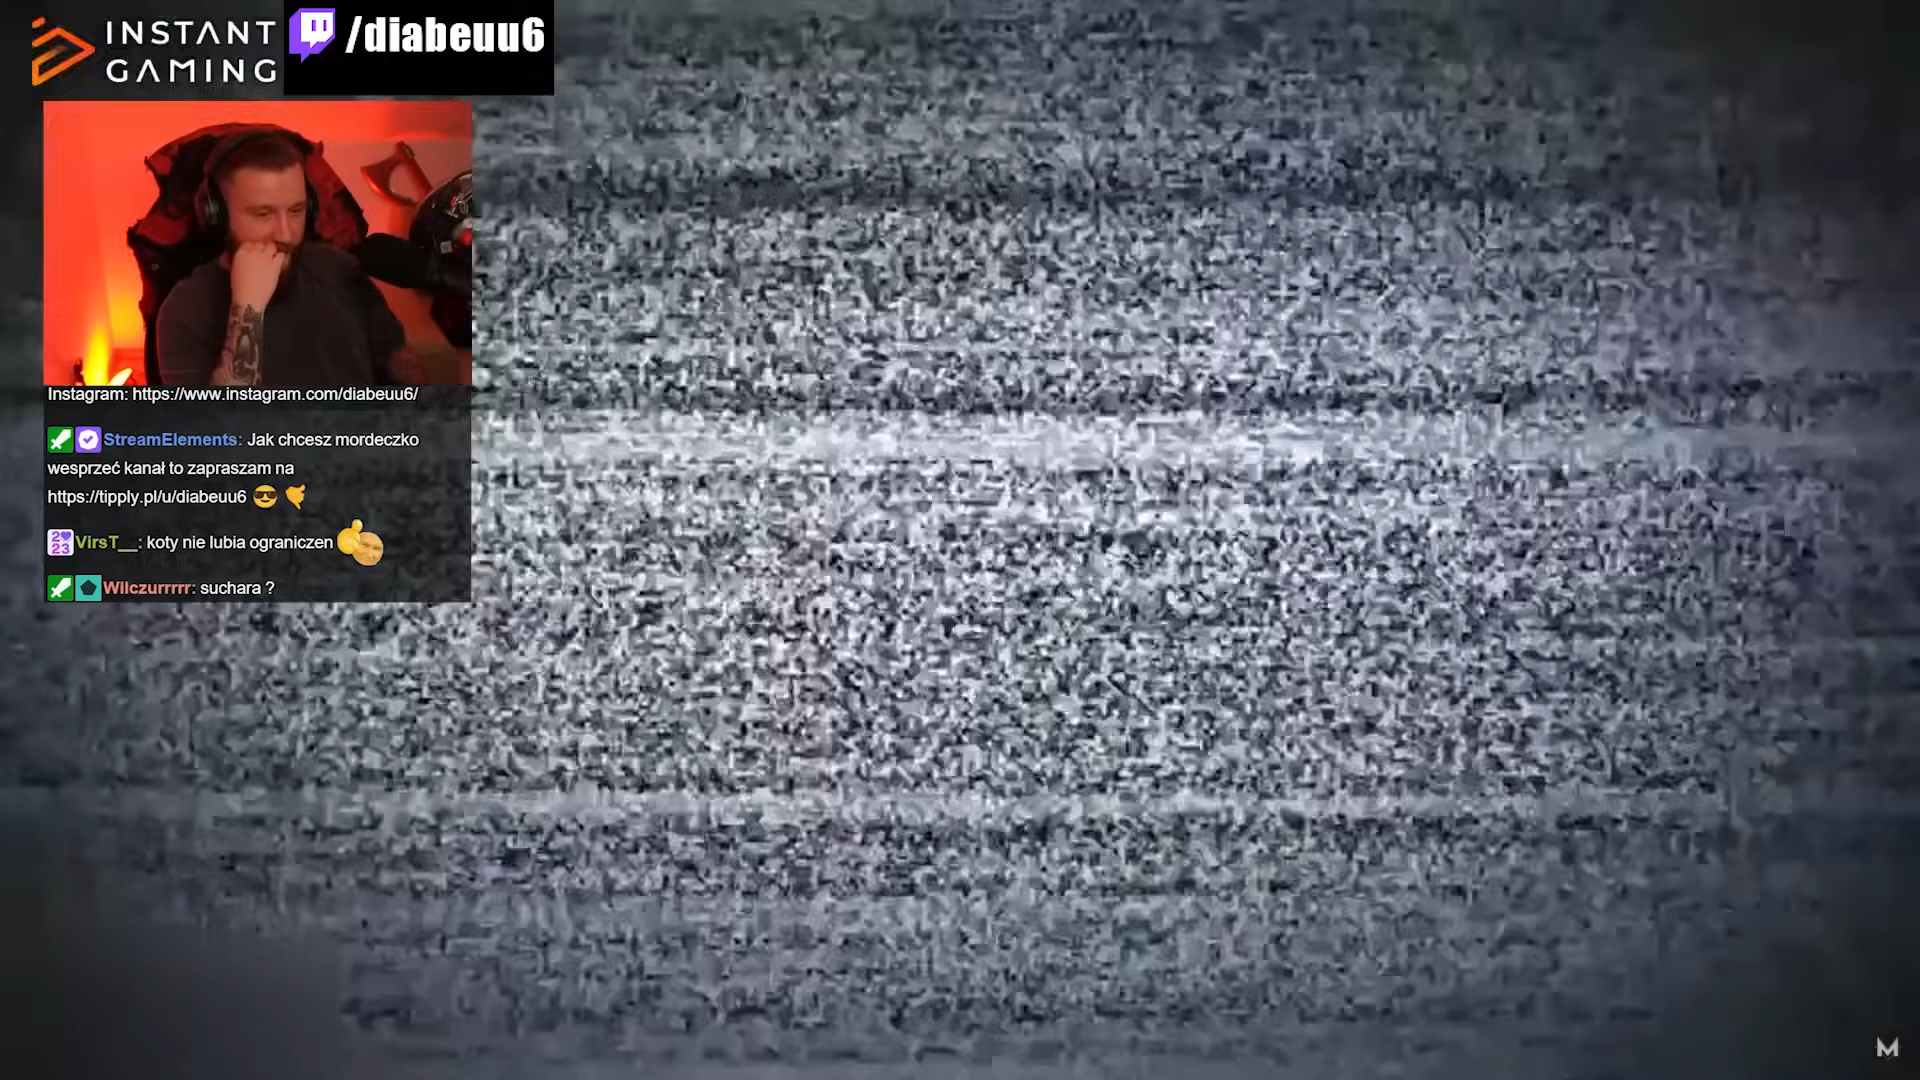 INSTANT
GAMING
/diabeuu6
Instagram: https://www.instagram.com/diabeuu6/
StreamElements: Jak chcesz mordeczko
wesprzeć kanał to zapraszam na
https://tipply.pl/u/diabeuu6
2023
VirsT__: koty nie lubia ograniczen
Wilczurrrrr: suchara ?
M